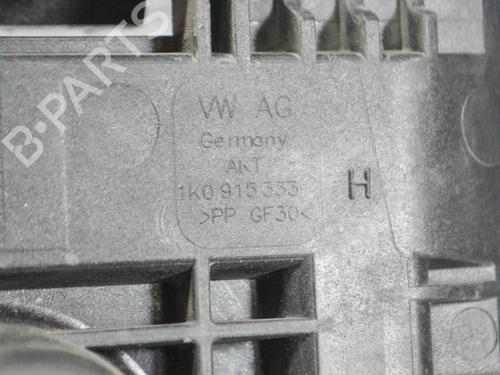 B-PARTS
VW AG
Germany
AKT
1K0 915 333
>PP GF30<
H